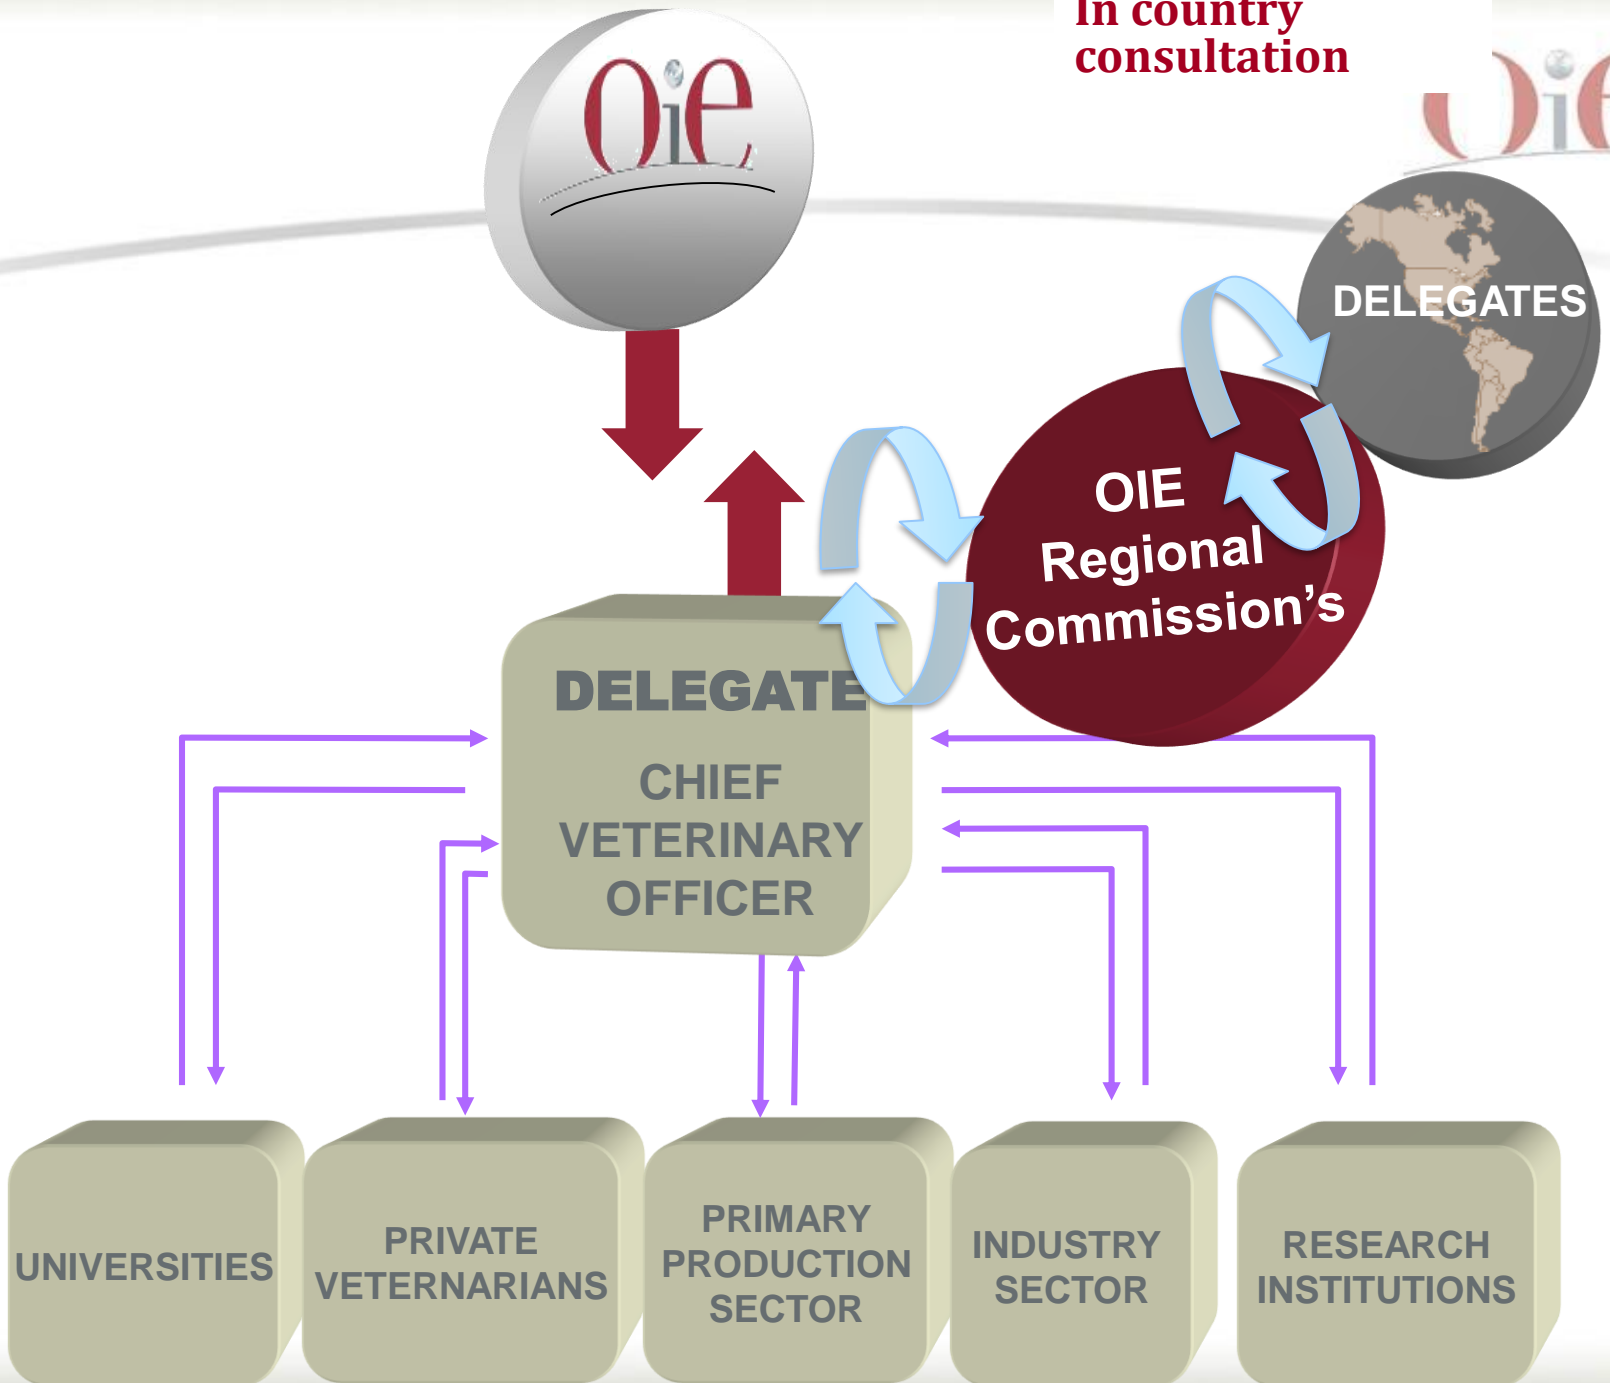 In country
consultation
OiE
OiE
DELEGATES
OIE
Regional
Commission's
DELEGATE
CHIEF
VETERINARY
OFFICER
UNIVERSITIES
PRIVATE
VETERNARIANS
PRIMARY
PRODUCTION
SECTOR
INDUSTRY
SECTOR
RESEARCH
INSTITUTIONS